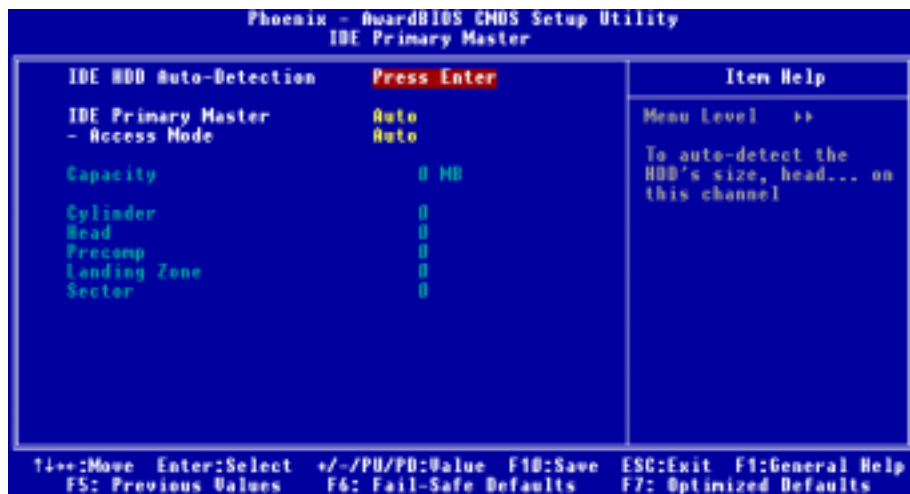 Phoenix - AwardBIOS CMOS Setup Utility
IDE Primary Master
IDE HDD Auto-Detection Press Enter
Item Help
IDE Primary Master Auto
- Access Mode Auto
Capacity 0 MB
Cylinder 0
Head 0
Precomp 0
Landing Zone 0
Sector 0
Menu Level ▸▸
To auto-detect the
HDD's size, head... on
this channel
↑↓→←:Move Enter:Select +/-/PU/PD:Value F10:Save ESC:Exit F1:General Help
F5: Previous Values F6: Fail-Safe Defaults F7: Optimized Defaults